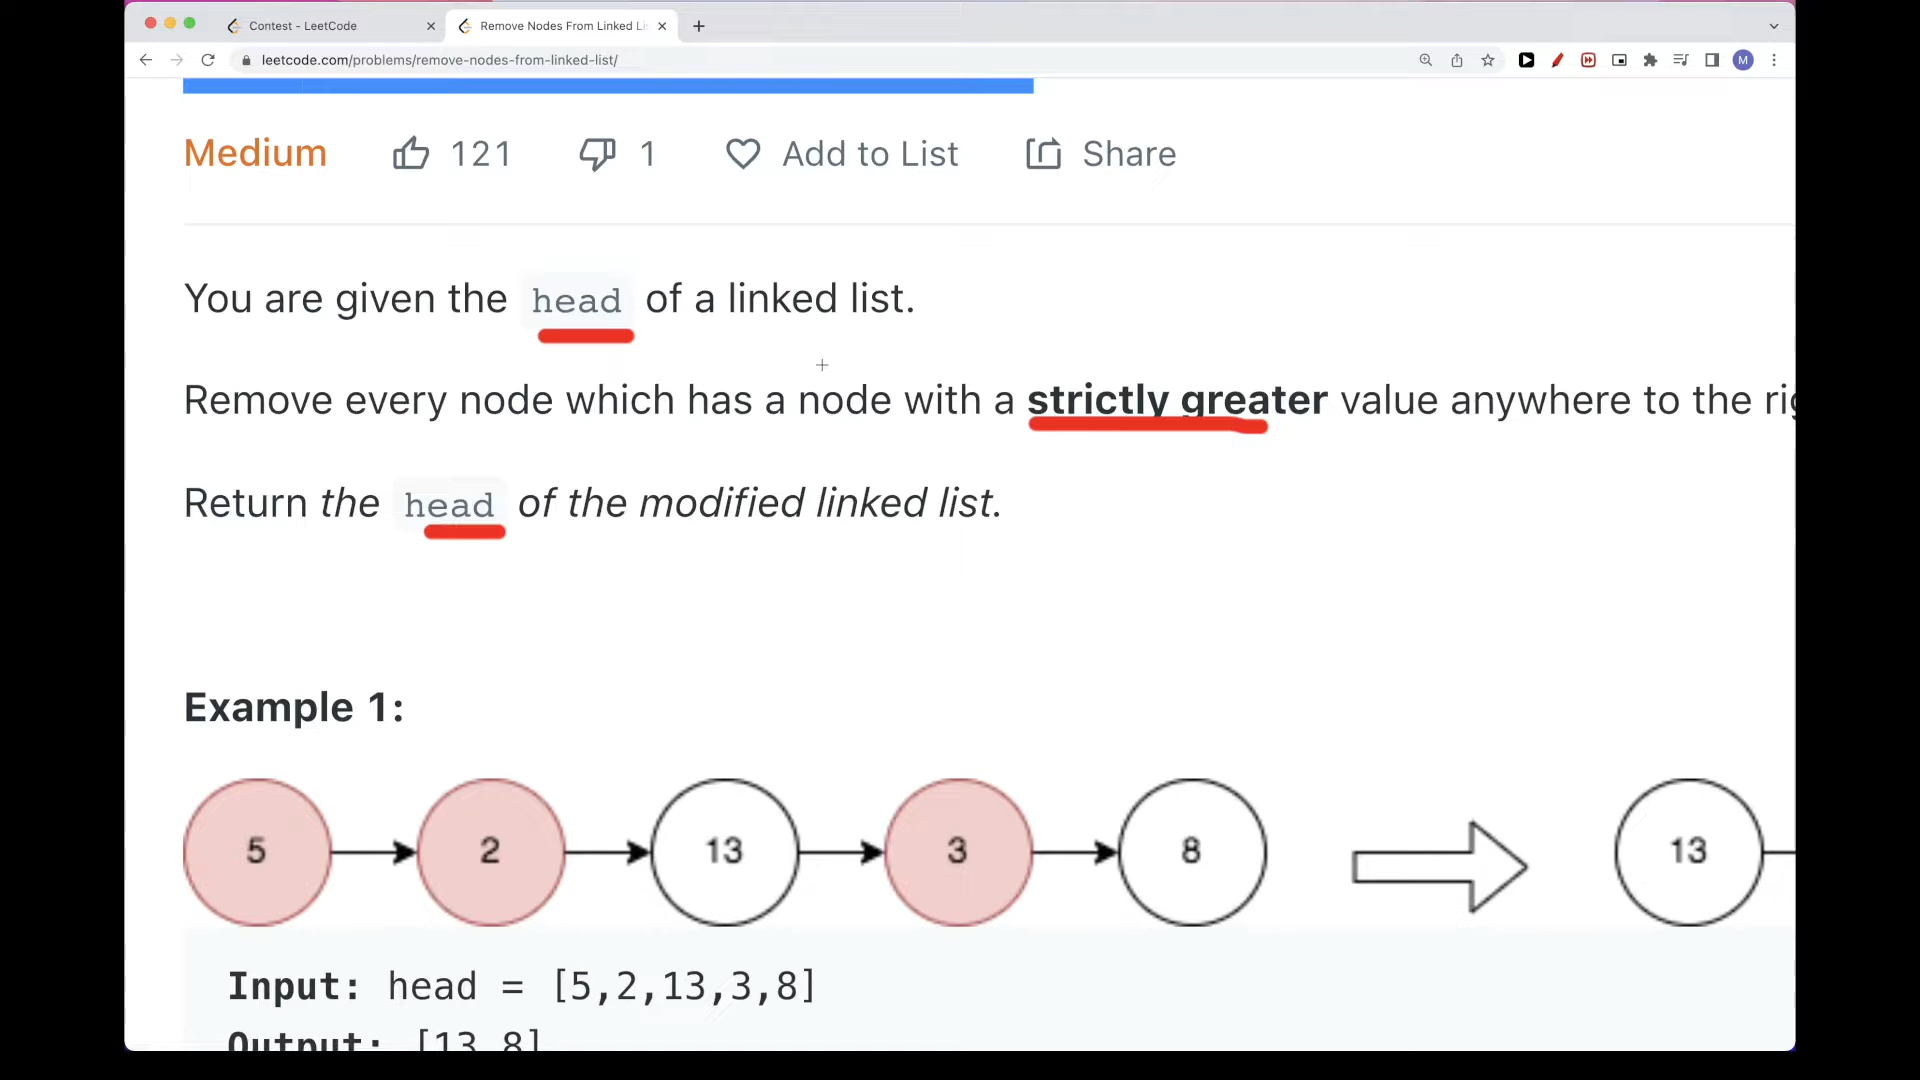 Contest - LeetCode
Remove Nodes From Linked Li
leetcode.com/problems/remove-nodes-from-linked-list/
M
Medium 121 1 Add to List Share
You are given the head of a linked list.
Remove every node which has a node with a strictly greater value anywhere to the
Return the head of the modified linked list.
Example 1:
5 2 13 3 8 13
Input: head = [5,2,13,3,8]
Output: [13,8]